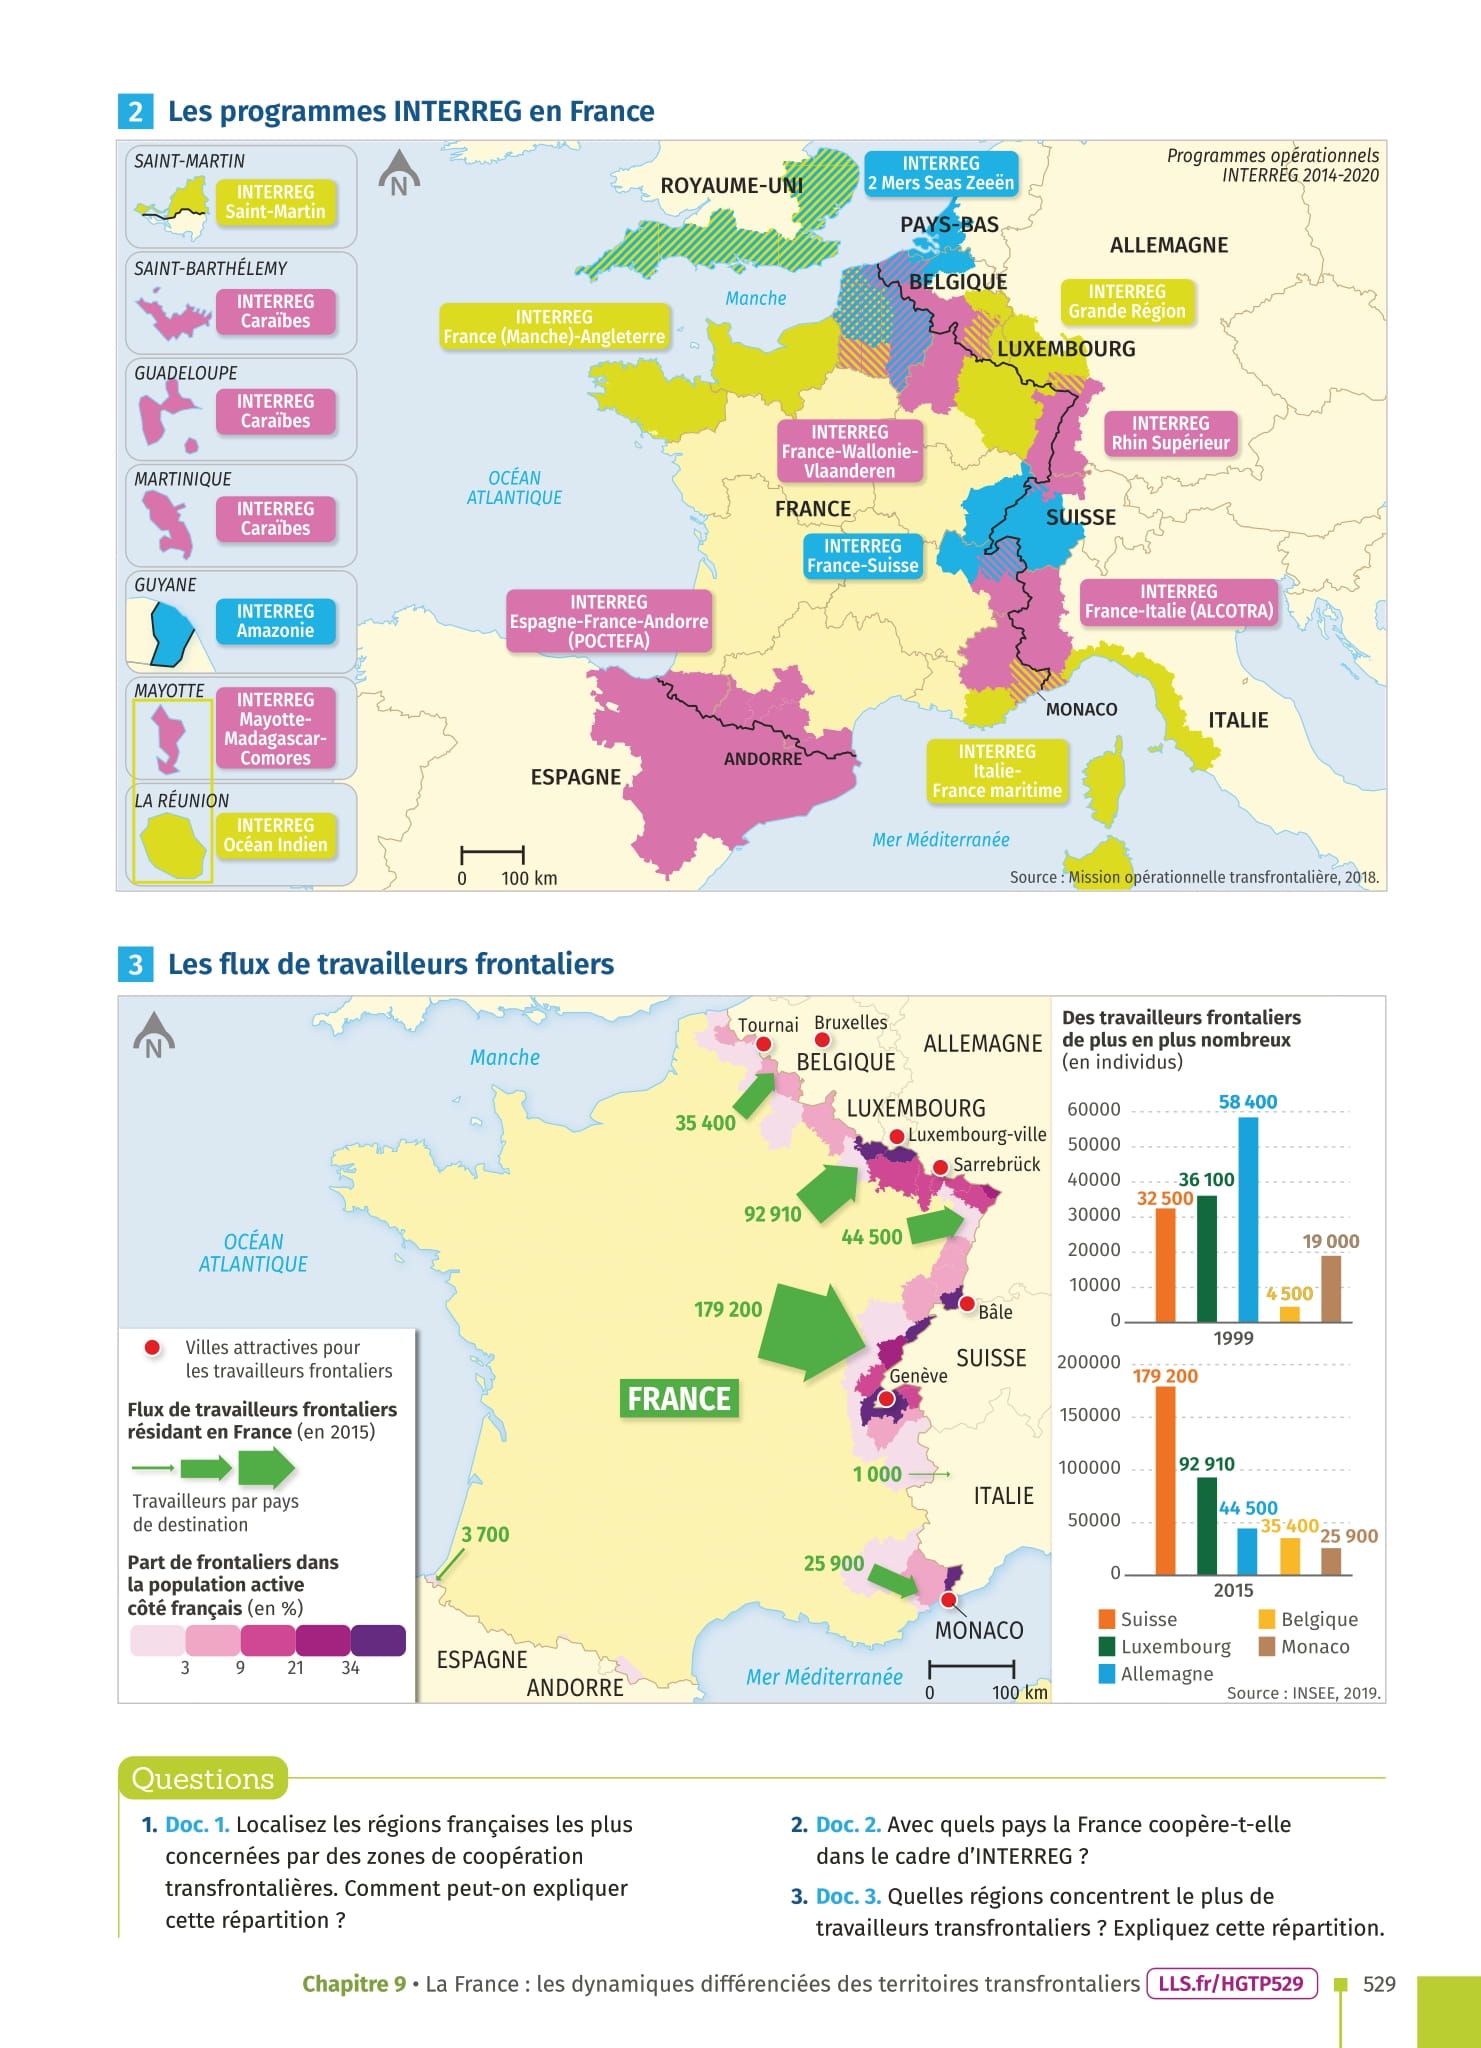 2 Les programmes INTERREG en France
SAINT-MARTIN
INTERREG
Saint-Martin
SAINT-BARTHÉLEMY
INTERREG
Caraïbes
GUADELOUPE
INTERREG
Caraïbes
MARTINIQUE
INTERREG
Caraïbes
GUYANE
INTERREG
Amazonie
MAYOTTE
INTERREG
Mayotte-
Madagascar-
Comores
LA RÉUNION
INTERREG
Océan Indien
N
Programmes opérationnels
INTERREG 2014-2020
ROYAUME-UNI
INTERREG
2 Mers Seas Zeeën
PAYS-BAS
ALLEMAGNE
BELGIQUE
Manche
INTERREG
Grande Région
INTERREG
France (Manche)-Angleterre
LUXEMBOURG
INTERREG
France-Wallonie-
Vlaanderen
INTERREG
Rhin Supérieur
OCÉAN
ATLANTIQUE
FRANCE
SUISSE
INTERREG
France-Suisse
INTERREG
Espagne-France-Andorre
(POCTEFA)
INTERREG
France-Italie (ALCOTRA)
MONACO
ITALIE
ANDORRE
ESPAGNE
INTERREG
Italie-
France maritime
Mer Méditerranée
0 100 km
Source : Mission opérationnelle transfrontalière, 2018.
3 Les flux de travailleurs frontaliers
N
Manche
Tournai
Bruxelles
BELGIQUE
ALLEMAGNE
35 400
LUXEMBOURG
Luxembourg-ville
Sarrebrück
92 910
44 500
OCÉAN
ATLANTIQUE
179 200
Bâle
SUISSE
Genève
FRANCE
1 000
ITALIE
3 700
25 900
MONACO
ESPAGNE
ANDORRE
Mer Méditerranée
0 100 km
Villes attractives pour
les travailleurs frontaliers
Flux de travailleurs frontaliers
résidant en France (en 2015)
Travailleurs par pays
de destination
Part de frontaliers dans
la population active
côté français (en %)
3 9 21 34
Des travailleurs frontaliers
de plus en plus nombreux
(en individus)
60000
50000
40000
30000
20000
10000
0
32 500
36 100
58 400
4 500
19 000
1999
200000
150000
100000
50000
0
179 200
92 910
44 500
35 400
25 900
2015
Suisse
Luxembourg
Allemagne
Belgique
Monaco
Source : INSEE, 2019.
Questions
1. Doc. 1. Localisez les régions françaises les plus
concernées par des zones de coopération
transfrontalières. Comment peut-on expliquer
cette répartition ?
2. Doc. 2. Avec quels pays la France coopère-t-elle
dans le cadre d'INTERREG ?
3. Doc. 3. Quelles régions concentrent le plus de
travailleurs transfrontaliers ? Expliquez cette répartition.
Chapitre 9 • La France : les dynamiques différenciées des territoires transfrontaliers LLS.fr/HGTP529 529